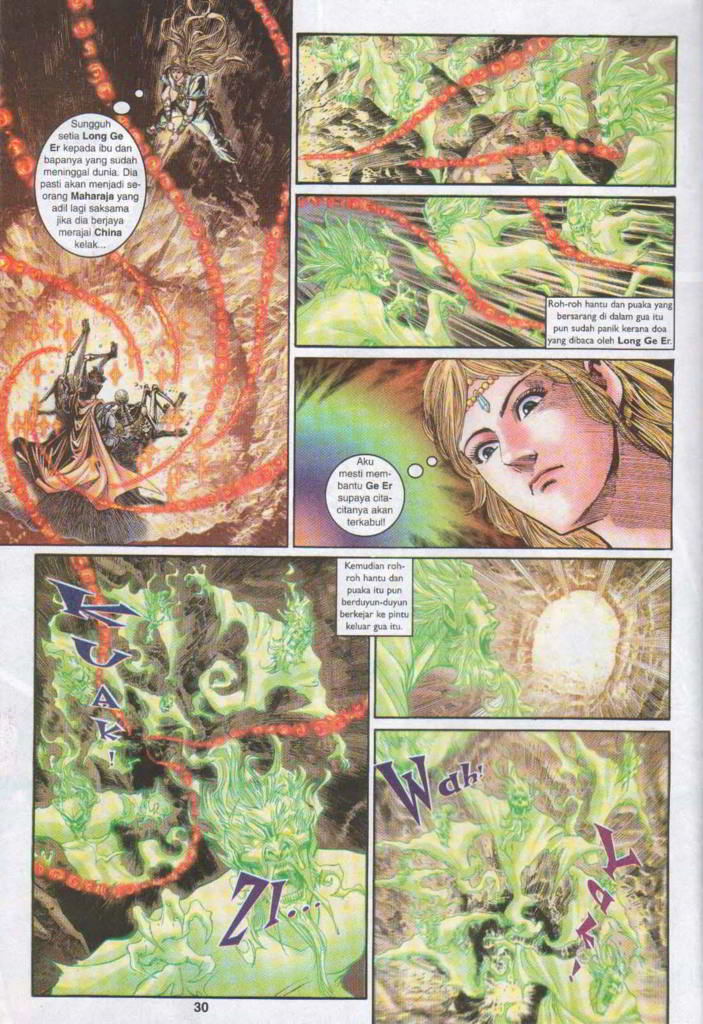 Sungguh
setia Long Ge
Er kepada ibu dan
bapanya yang sudah
meninggal dunia. Dia
pasti akan menjadi se-
orang Maharaja yang
adil lagi saksama
jika dia berjaya
merajai China
kelak...
Roh-roh hantu dan puaka yang
bersarang di dalam gua itu
pun sudah panik kerana doa
yang dibaca oleh Long Ge Er.
Aku
mesti mem-
bantu Ge Er
supaya cita-
citanya akan
terkabul!
KUAK!
ZI...
Kemudian roh-
roh hantu dan
puaka itu pun
berduyun-duyun
berkejar ke pintu
keluar gua itu.
Wah!
30